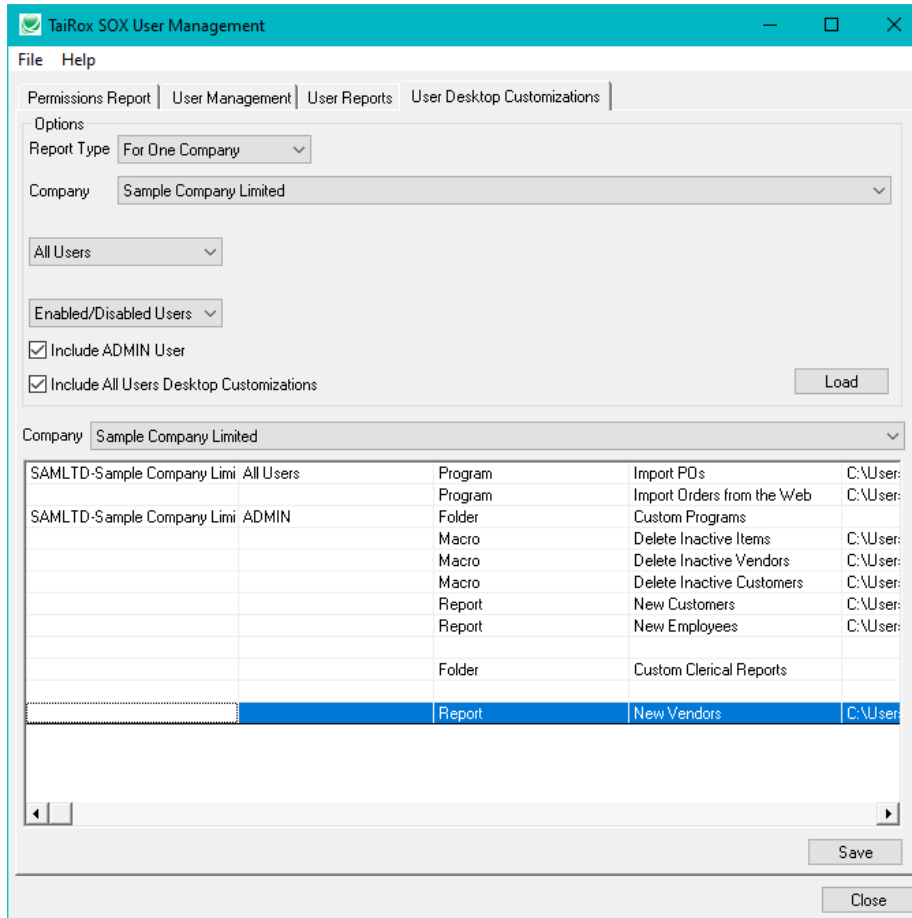 TaiRox SOX User Management
File Help
Permissions Report User Management User Reports User Desktop Customizations
Options
Report Type For One Company
Company Sample Company Limited
All Users
Enabled/Disabled Users
Include ADMIN User
Include All Users Desktop Customizations
Load
Company Sample Company Limited
SAMLTD-Sample Company Limi All Users Program Import POs C:\User
Program Import Orders from the Web C:\User
SAMLTD-Sample Company Limi ADMIN Folder Custom Programs
Macro Delete Inactive Items C:\User
Macro Delete Inactive Vendors C:\User
Macro Delete Inactive Customers C:\User
Report New Customers C:\User
Report New Employees C:\User
Folder Custom Clerical Reports
Report New Vendors C:\User
Save
Close